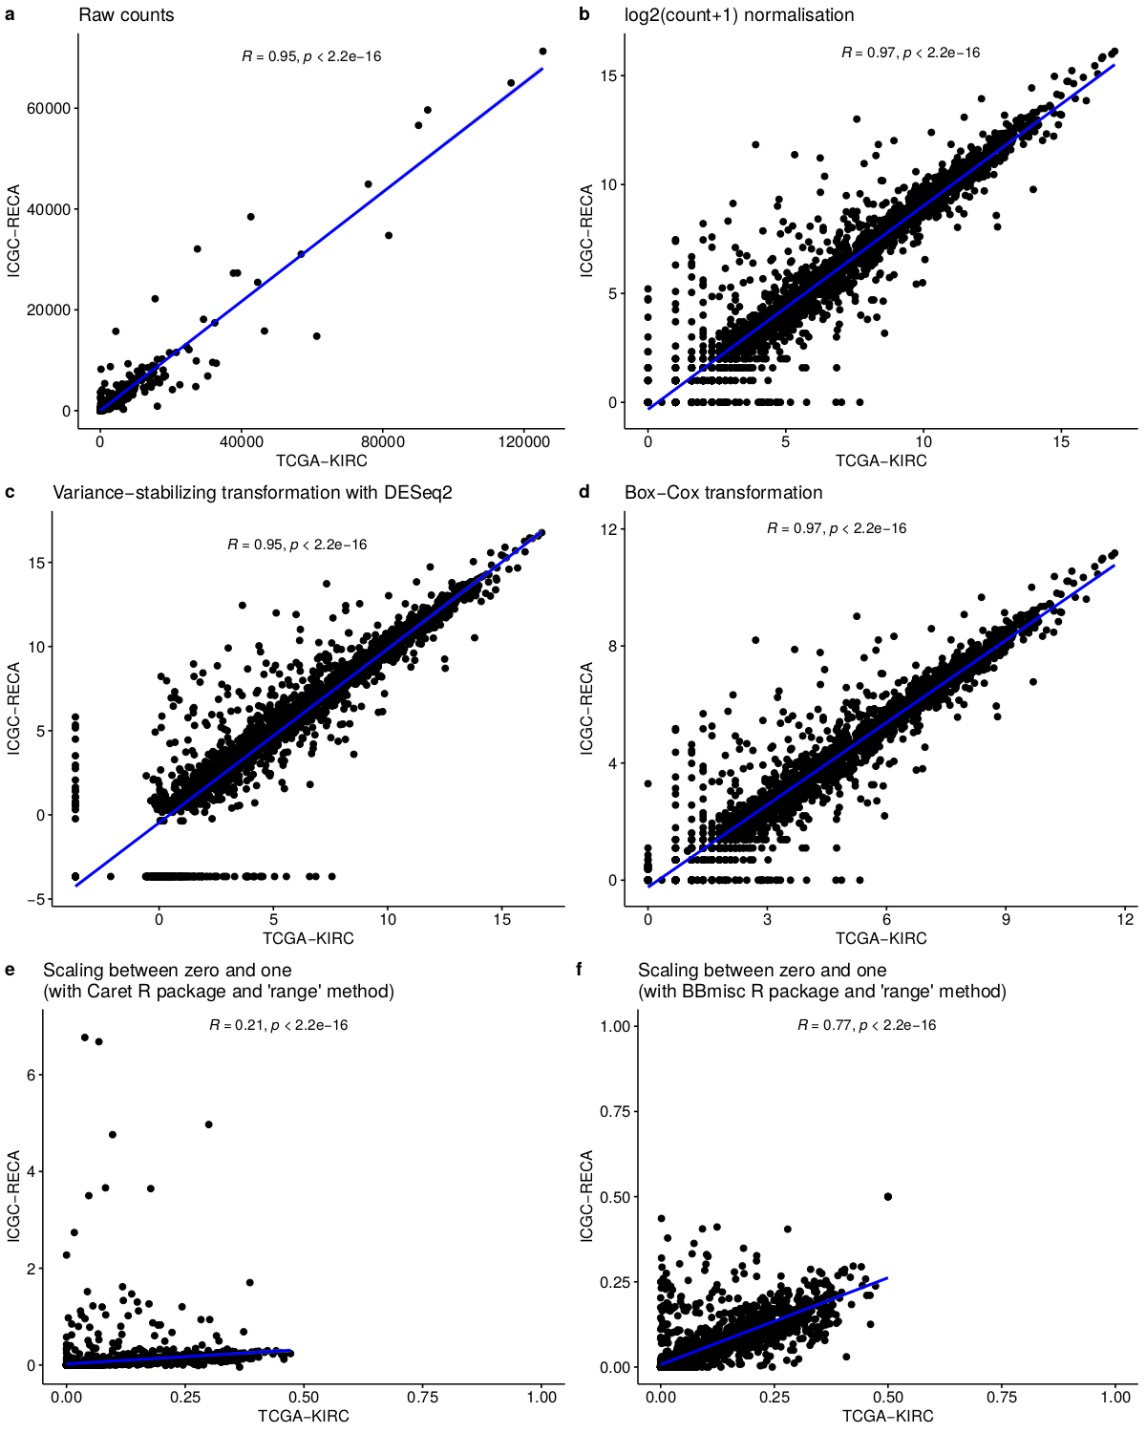 a Raw counts
R = 0.95, p < 2.2e−16
60000
40000
20000
0
ICGC−RECA
0 40000 80000 120000
TCGA−KIRC
b log2(count+1) normalisation
R = 0.97, p < 2.2e−16
15
10
5
0
ICGC−RECA
0 5 10 15
TCGA−KIRC
c Variance−stabilizing transformation with DESeq2
R = 0.95, p < 2.2e−16
15
10
5
0
−5
ICGC−RECA
0 5 10 15
TCGA−KIRC
d Box−Cox transformation
R = 0.97, p < 2.2e−16
12
8
4
0
ICGC−RECA
0 3 6 9 12
TCGA−KIRC
e Scaling between zero and one
(with Caret R package and 'range' method)
R = 0.21, p < 2.2e−16
6
4
2
0
ICGC−RECA
0.00 0.25 0.50 0.75 1.00
TCGA−KIRC
f Scaling between zero and one
(with BBmisc R package and 'range' method)
R = 0.77, p < 2.2e−16
1.00
0.75
0.50
0.25
0.00
ICGC−RECA
0.00 0.25 0.50 0.75 1.00
TCGA−KIRC